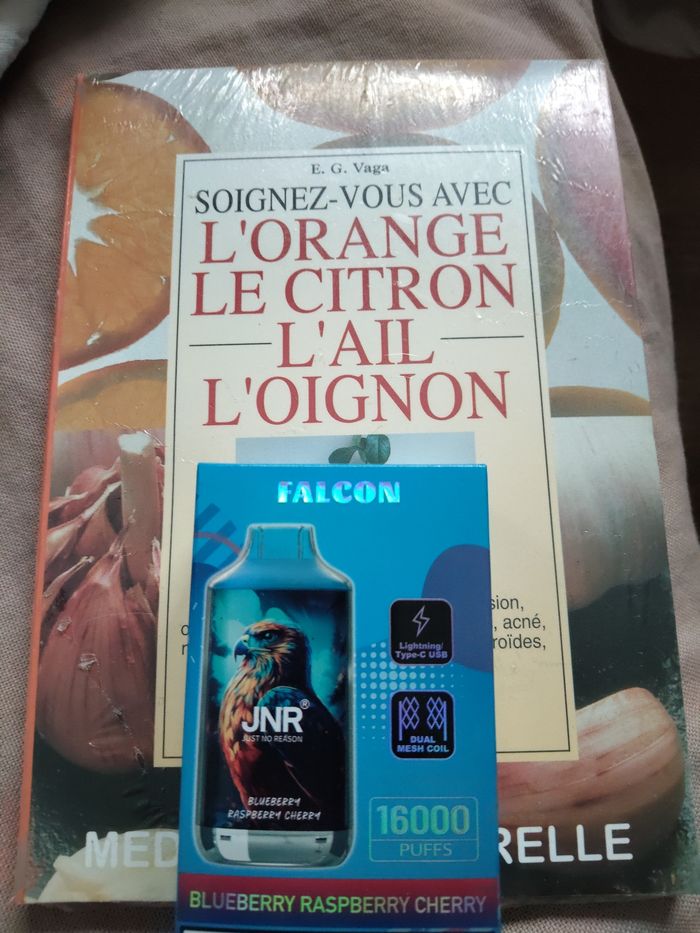 E. G. Vaga
SOIGNEZ-VOUS AVEC
L'ORANGE
LE CITRON
L'AIL
L'OIGNON
FALCON
Lightning/
Type-C USB
JNR®
JUST NO REASON
DUAL
MESH COIL
BLUEBERRY
RASPBERRY CHERRY
16000
PUFFS
BLUEBERRY RASPBERRY CHERRY
sion,
, acné,
roïdes,
MED RELLE